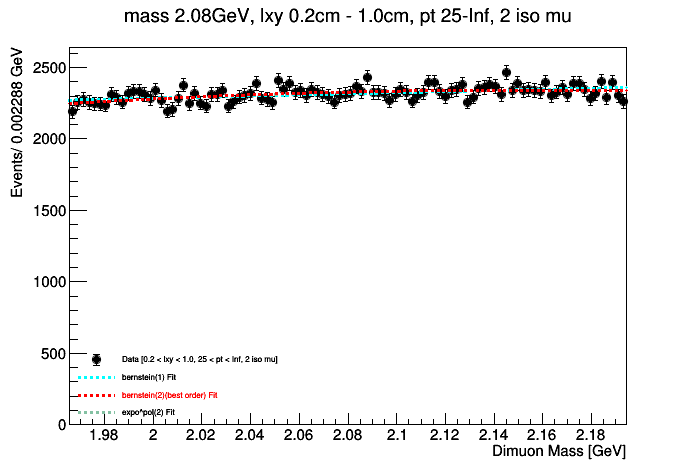 mass 2.08GeV, lxy 0.2cm - 1.0cm, pt 25-Inf, 2 iso mu
Events/ 0.002288 GeV
2500
2000
1500
1000
500
0
Data [0.2 < lxy < 1.0, 25 < pt < Inf, 2 iso mu]
bernstein(1) Fit
bernstein(2)(best order) Fit
expo^pol(2) Fit
1.98 2 2.02 2.04 2.06 2.08 2.1 2.12 2.14 2.16 2.18
Dimuon Mass [GeV]